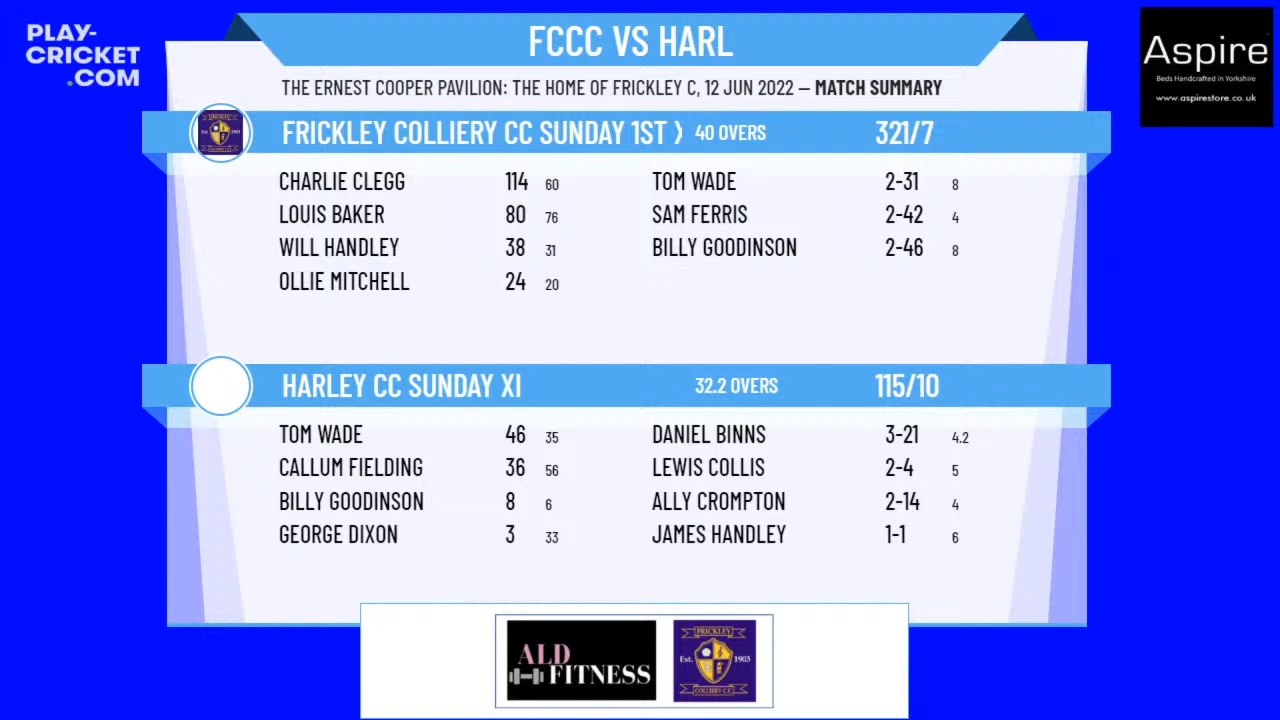 PLAY-
CRICKET
.COM
FCCC VS HARL
Aspire
Beds Handcrafted in Yorkshire
www.aspirestore.co.uk
THE ERNEST COOPER PAVILION: THE HOME OF FRICKLEY C, 12 JUN 2022 – MATCH SUMMARY
FRICKLEY COLLIERY CC SUNDAY 1ST 40 OVERS 321/7
CHARLIE CLEGG 114 60 TOM WADE 2-31 8
LOUIS BAKER 80 76 SAM FERRIS 2-42 4
WILL HANDLEY 38 31 BILLY GOODINSON 2-46 8
OLLIE MITCHELL 24 20
HARLEY CC SUNDAY XI 32.2 OVERS 115/10
TOM WADE 46 35 DANIEL BINNS 3-21 4.2
CALLUM FIELDING 36 56 LEWIS COLLIS 2-4 5
BILLY GOODINSON 8 6 ALLY CROMPTON 2-14 4
GEORGE DIXON 3 33 JAMES HANDLEY 1-1 6
ALD
FITNESS
FRICKLEY
Est. 1903
COLLIERY C.C.